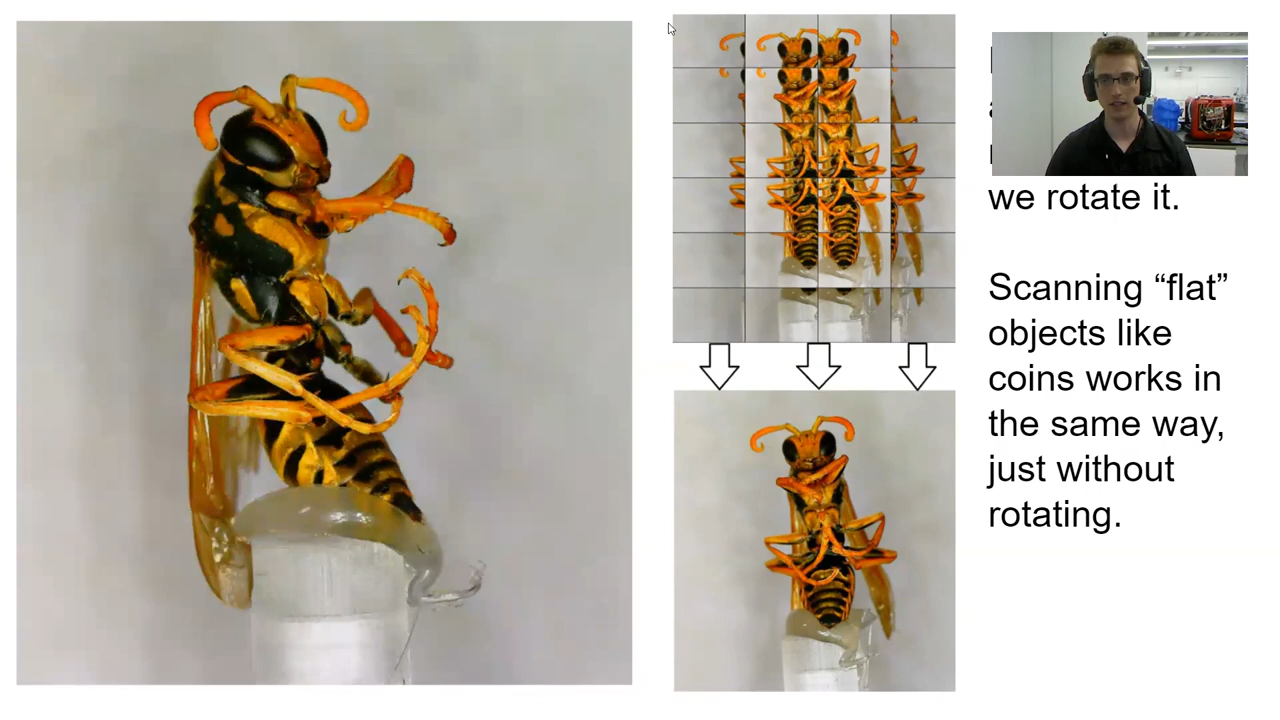 we rotate it.
Scanning “flat”
objects like
coins works in
the same way,
just without
rotating.